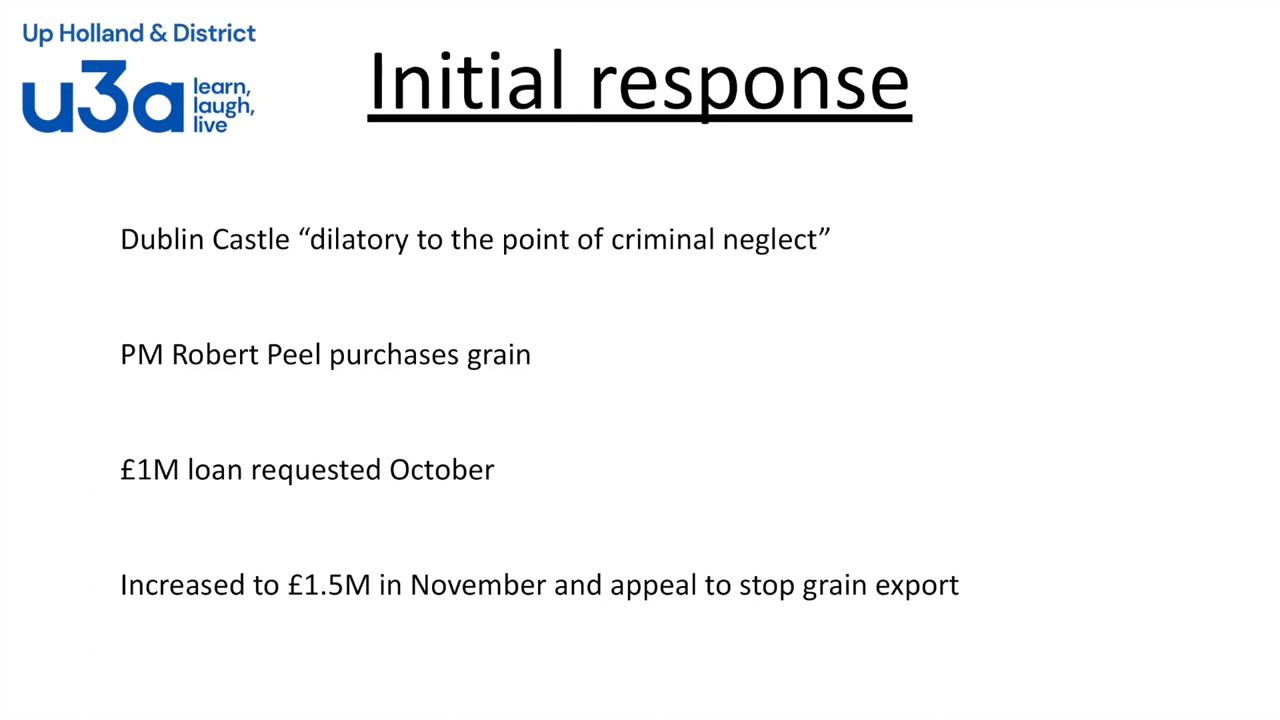 Up Holland & District
u3a
learn,
laugh,
live
Initial response
Dublin Castle “dilatory to the point of criminal neglect”
PM Robert Peel purchases grain
£1M loan requested October
Increased to £1.5M in November and appeal to stop grain export